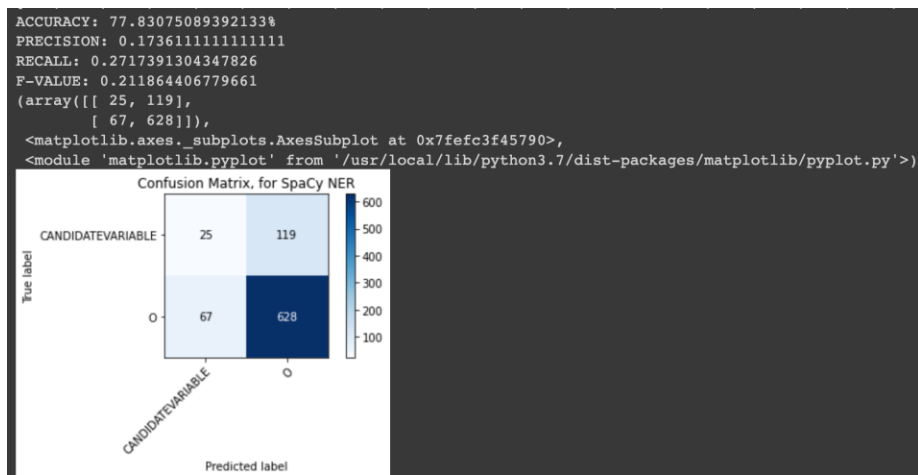 ACCURACY: 77.83075089392133%
PRECISION: 0.1736111111111111
RECALL: 0.2717391304347826
F-VALUE: 0.211864406779661
(array([[ 25, 119],
[ 67, 628]]),
<matplotlib.axes._subplots.AxesSubplot at 0x7fefc3f45790>,
<module 'matplotlib.pyplot' from '/usr/local/lib/python3.7/dist-packages/matplotlib/pyplot.py'>)
Confusion Matrix, for SpaCy NER
600
CANDIDATEVARIABLE 25 119
500
400
True label
300
O 67 628
200
100
CANDIDATEVARIABLE
O
Predicted label